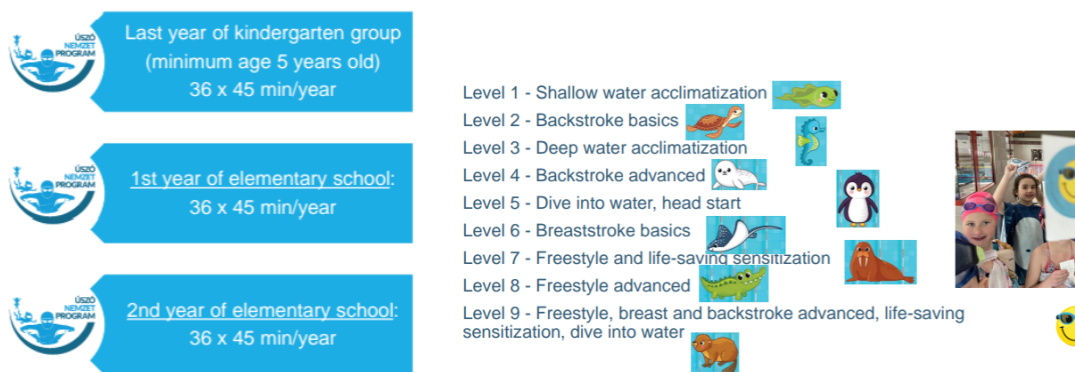 ÚSZÓ
NEMZET
PROGRAM
Last year of kindergarten group
(minimum age 5 years old)
36 x 45 min/year
ÚSZÓ
NEMZET
PROGRAM
1st year of elementary school:
36 x 45 min/year
ÚSZÓ
NEMZET
PROGRAM
2nd year of elementary school:
36 x 45 min/year
Level 1 - Shallow water acclimatization
Level 2 - Backstroke basics
Level 3 - Deep water acclimatization
Level 4 - Backstroke advanced
Level 5 - Dive into water, head start
Level 6 - Breaststroke basics
Level 7 - Freestyle and life-saving sensitization
Level 8 - Freestyle advanced
Level 9 - Freestyle, breast and backstroke advanced, life-saving
sensitization, dive into water